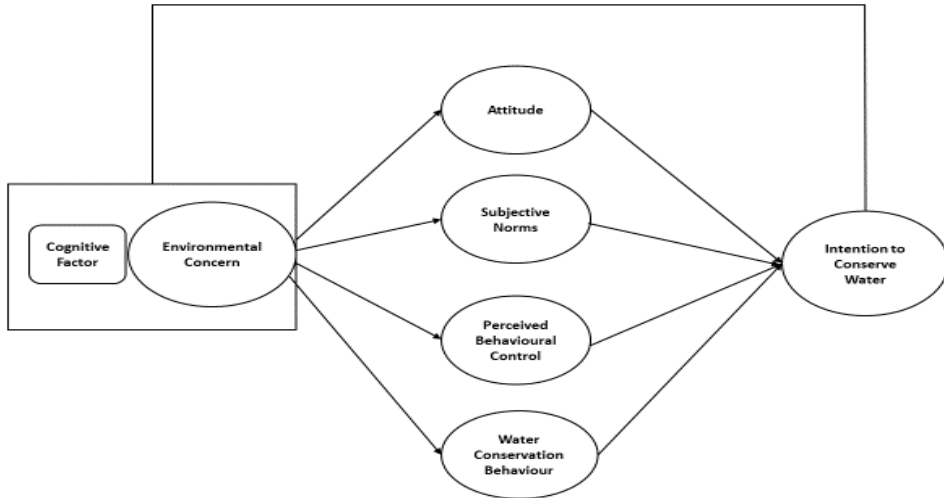 Attitude
Subjective
Norms
Cognitive
Factor
Environmental
Concern
Intention to
Conserve
Water
Perceived
Behavioural
Control
Water
Conservation
Behaviour